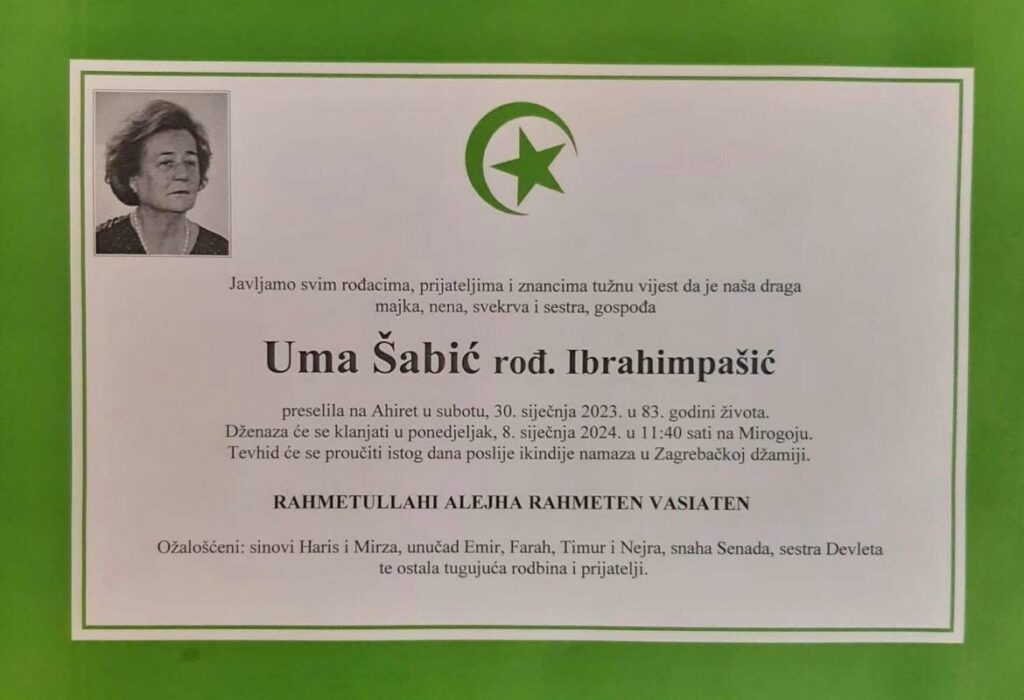 Javljamo svim rođacima, prijateljima i znancima tužnu vijest da je naša draga
majka, nena, svekrva i sestra, gospođa
Uma Šabić rođ. Ibrahimpašić
preselila na Ahiret u subotu, 30. siječnja 2023. u 83. godini života.
Dženaza će se klanjati u ponedjeljak, 8. siječnja 2024. u 11:40 sati na Mirogoju.
Tevhid će se proučiti istog dana poslije ikindije namaza u Zagrebačkoj džamiji.
RAHMETULLAHI ALEJHA RAHMETEN VASIATEN
Ožalošćeni: sinovi Haris i Mirza, unučad Emir, Farah, Timur i Nejra, snaha Senada, sestra Devleta
te ostala tugujuća rodbina i prijatelji.